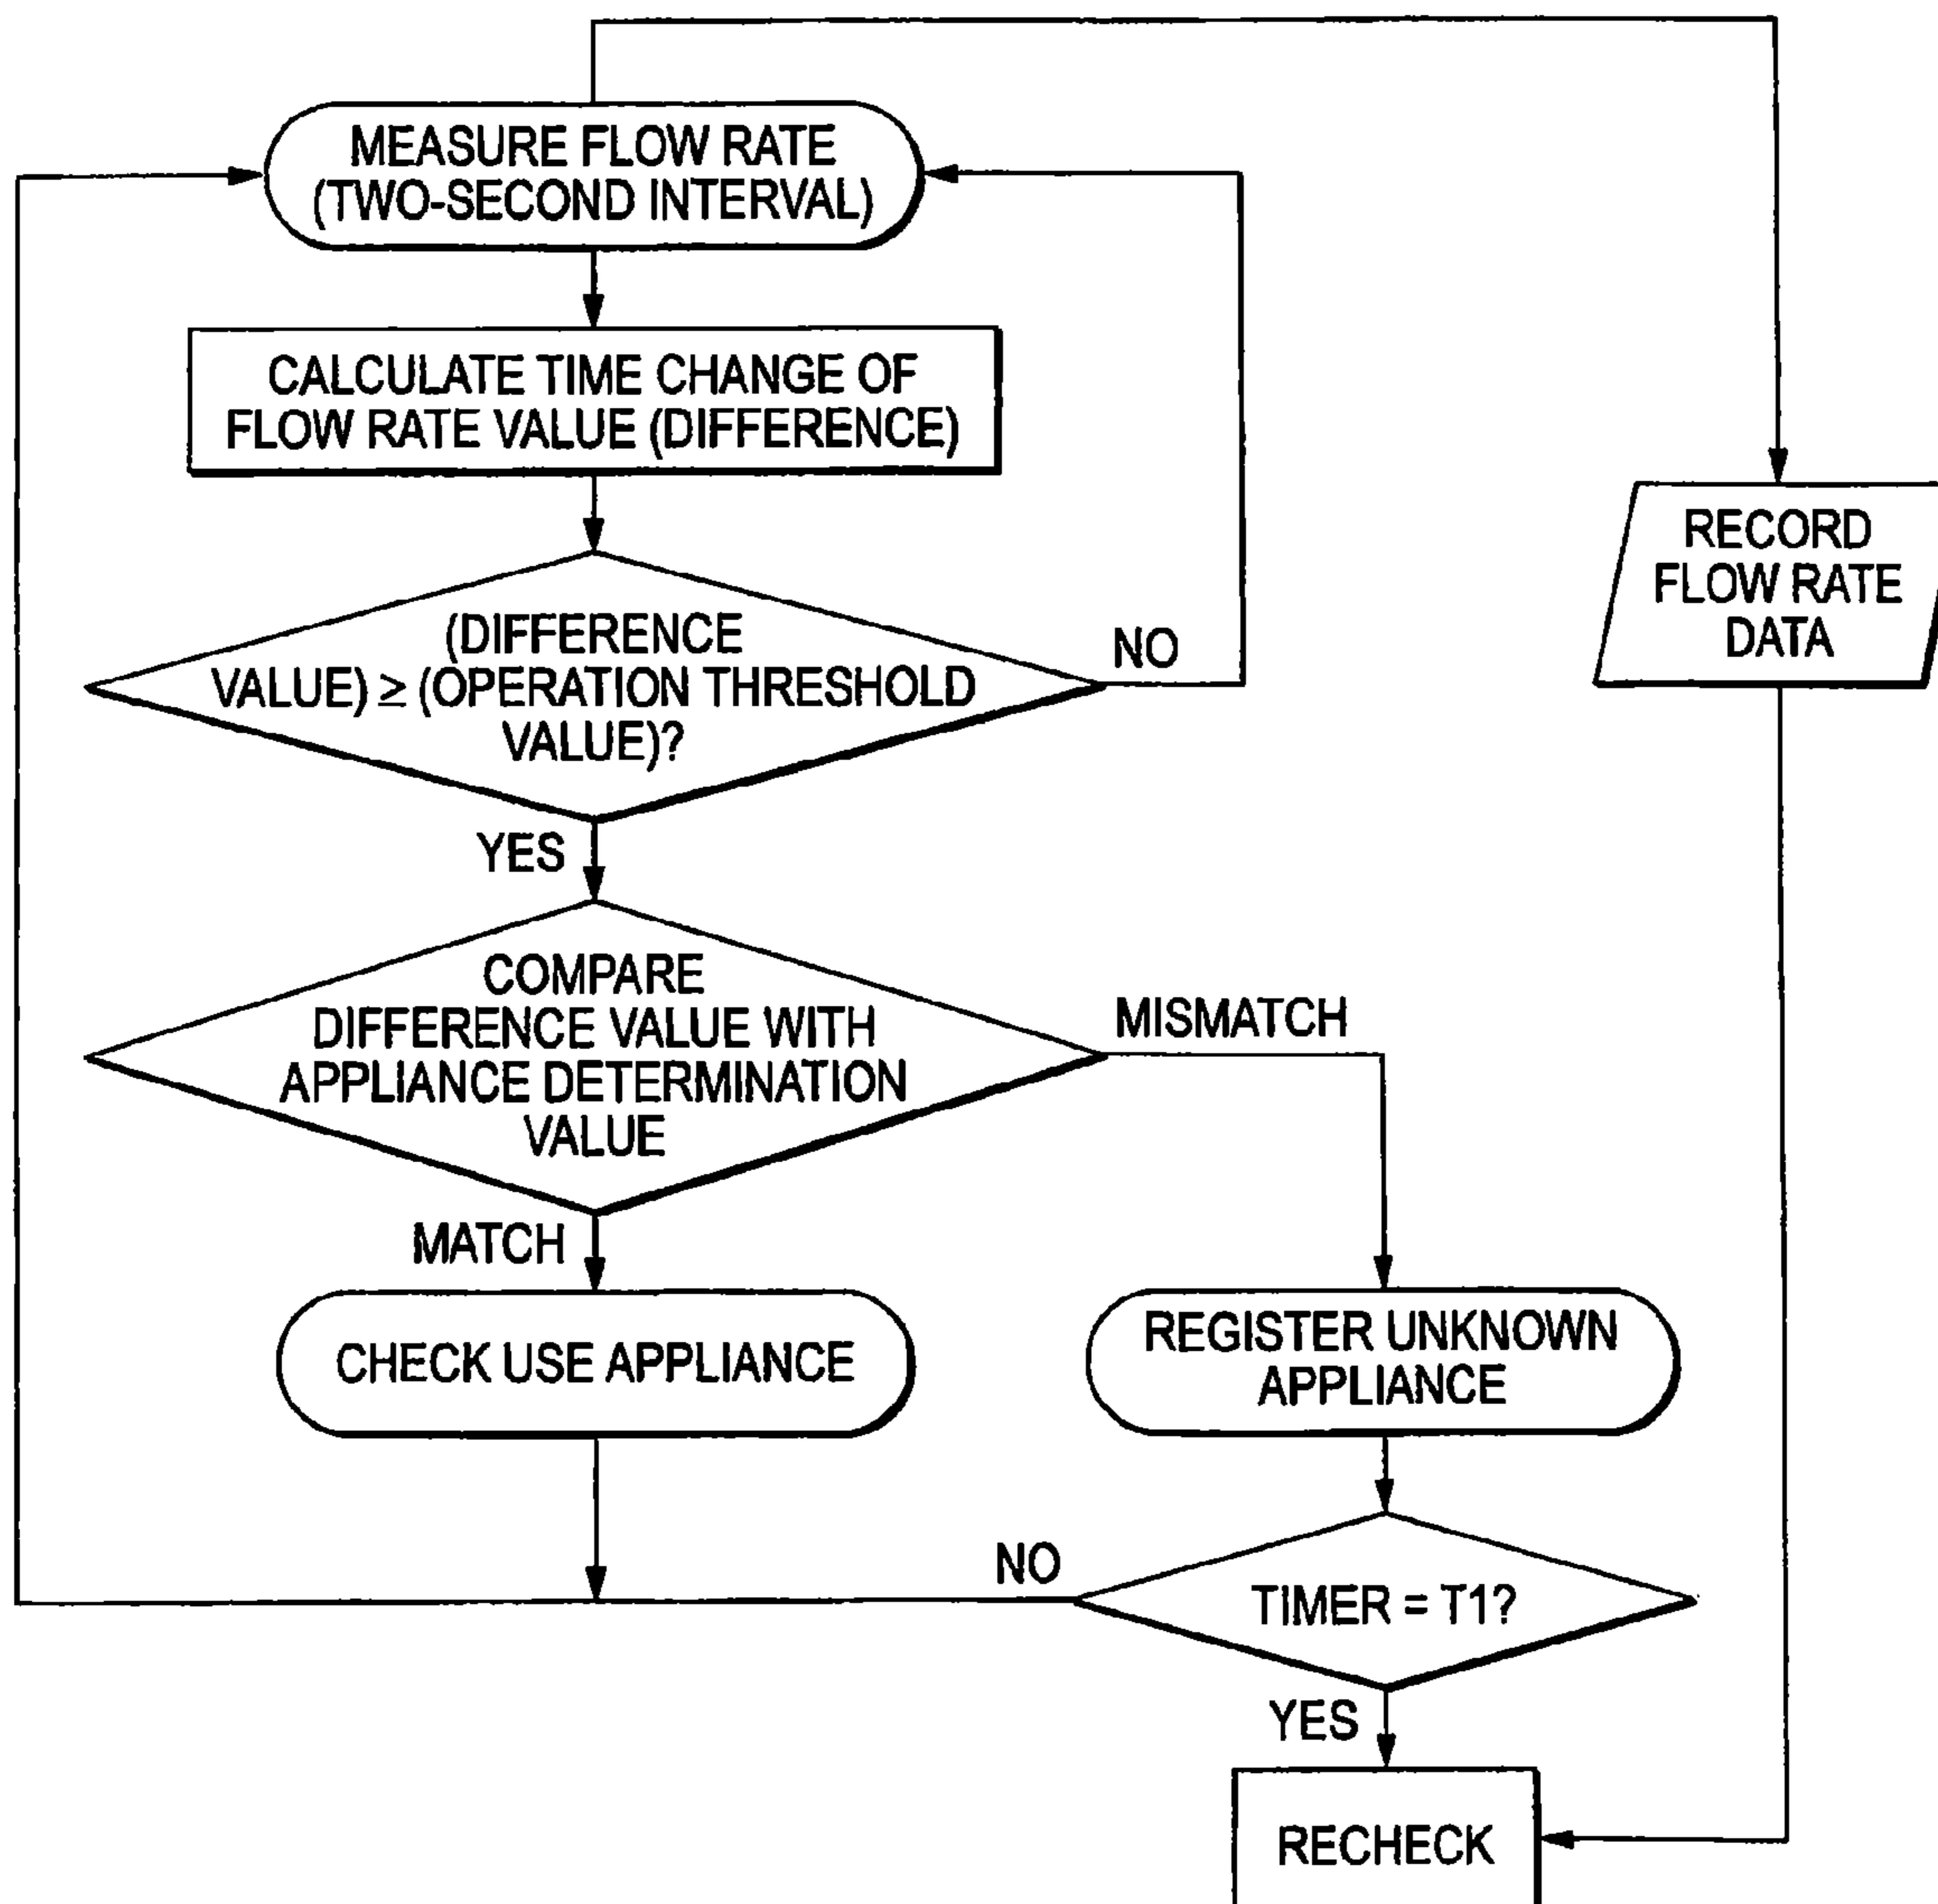 MEASURE FLOW RATE
(TWO-SECOND INTERVAL)
CALCULATE TIME CHANGE OF
FLOW RATE VALUE (DIFFERENCE)
RECORD
FLOW RATE
DATA
(DIFFERENCE
VALUE) ≥ (OPERATION THRESHOLD
VALUE)?
NO
YES
COMPARE
DIFFERENCE VALUE WITH
APPLIANCE DETERMINATION
VALUE
MISMATCH
MATCH
CHECK USE APPLIANCE
REGISTER UNKNOWN
APPLIANCE
NO
TIMER = T1?
YES
RECHECK